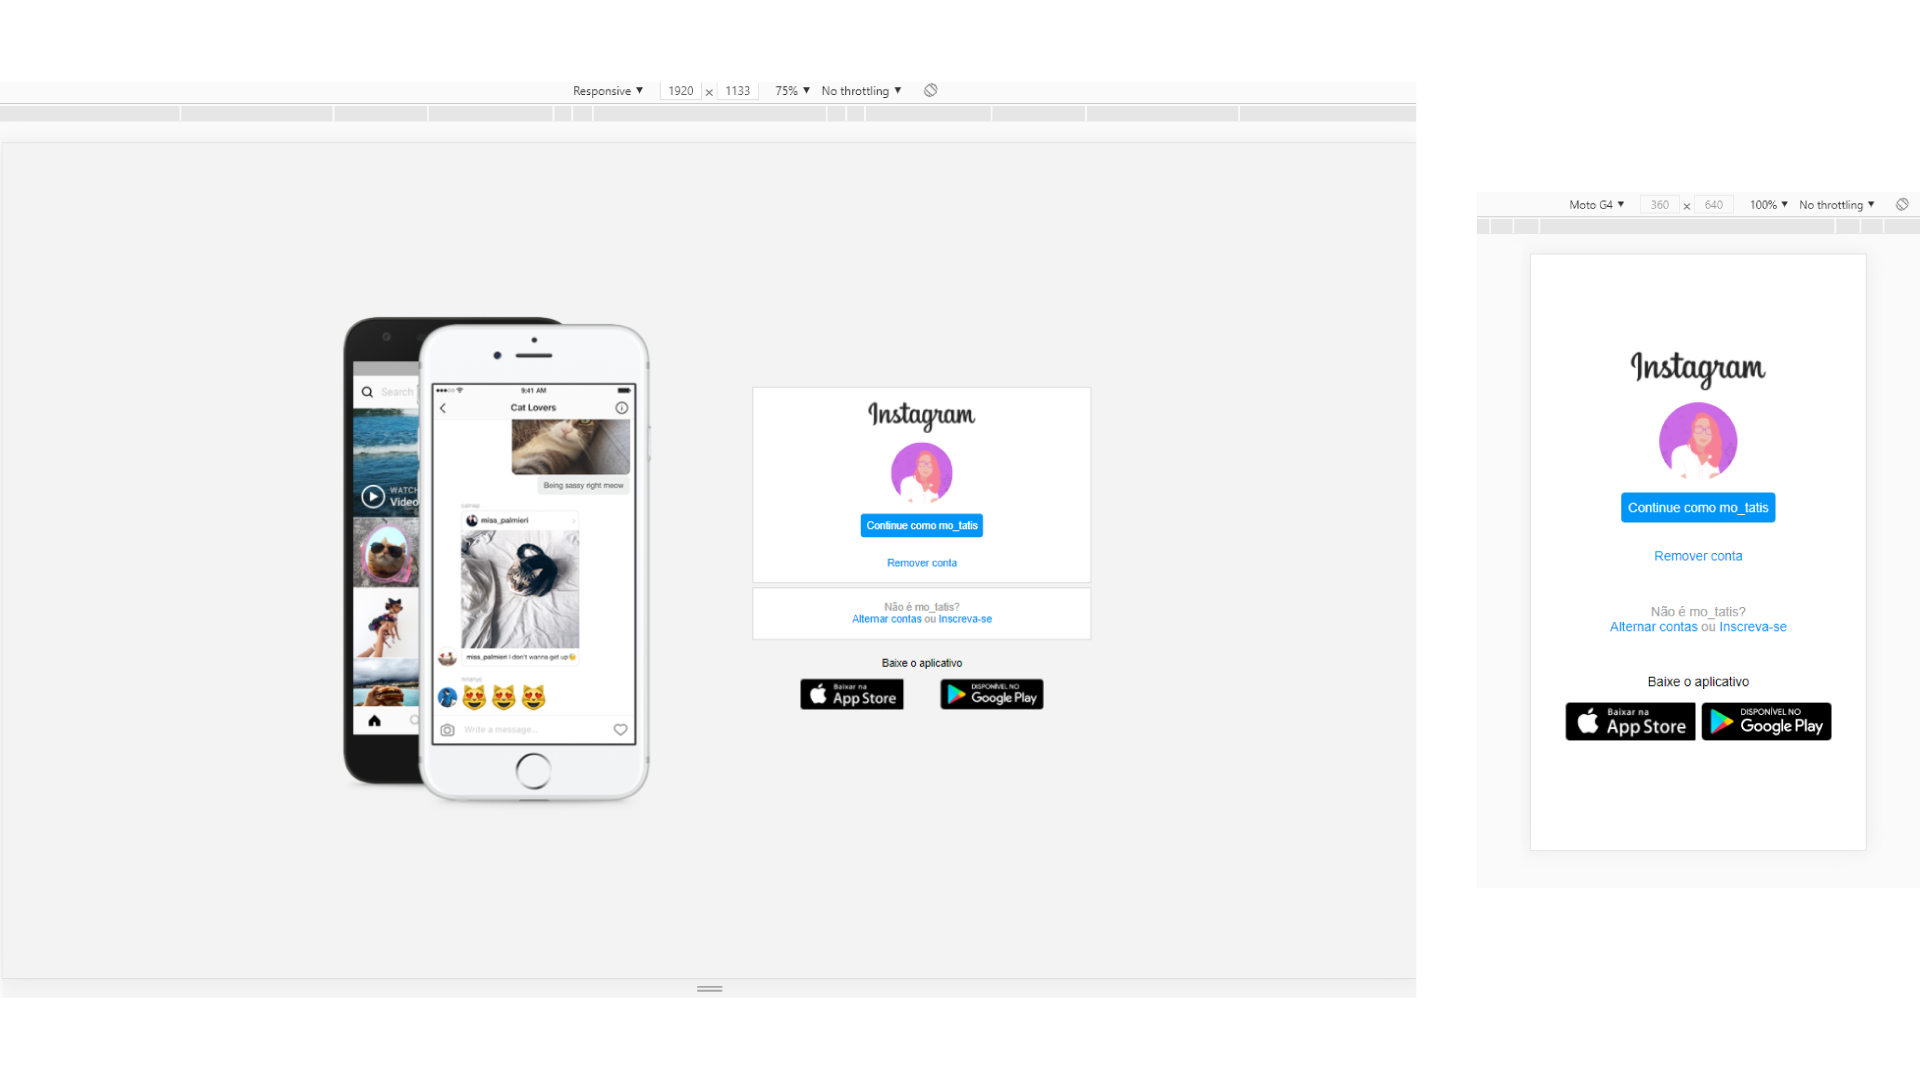 Responsive ▼ 1920 x 1133 75% ▼ No throttling ▼
Search
WATCH
Video
9:41 AM
Cat Lovers
Being sassy right meow
miss_palmieri
miss_palmieri I don't wanna get up😴
Write a message...
Instagram
Continue como mo_tatis
Remover conta
Não é mo_tatis?
Alternar contas ou Inscreva-se
Baixe o aplicativo
Baixar na
App Store
DISPONÍVEL NO
Google Play
Moto G4 ▼ 360 x 640 100% ▼ No throttling ▼
Instagram
Continue como mo_tatis
Remover conta
Não é mo_tatis?
Alternar contas ou Inscreva-se
Baixe o aplicativo
Baixar na
App Store
DISPONÍVEL NO
Google Play